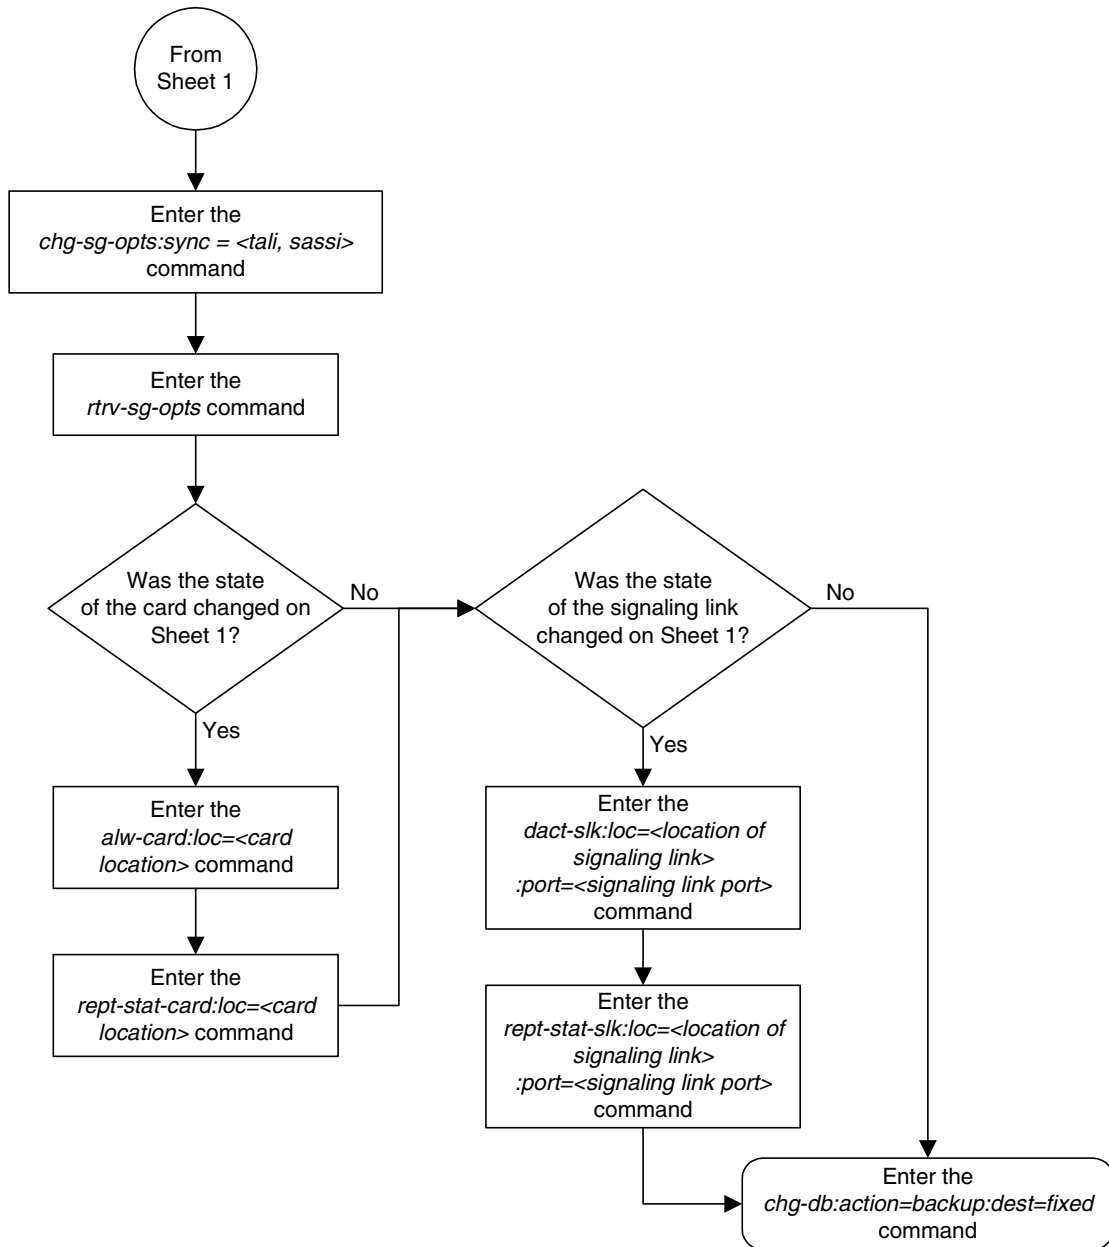 From
Sheet 1
Enter the
chg-sg-opts:sync = <tali, sassi>
command
Enter the
rtrv-sg-opts command
Was the state
of the card changed on
Sheet 1?
No
Yes
Enter the
alw-card:loc=<card
location> command
Enter the
rept-stat-card:loc=<card
location> command
Was the state
of the signaling link
changed on Sheet 1?
No
Yes
Enter the
dact-slk:loc=<location of
signaling link>
:port=<signaling link port>
command
Enter the
rept-stat-slk:loc=<location of
signaling link>
:port=<signaling link port>
command
Enter the
chg-db:action=backup:dest=fixed
command